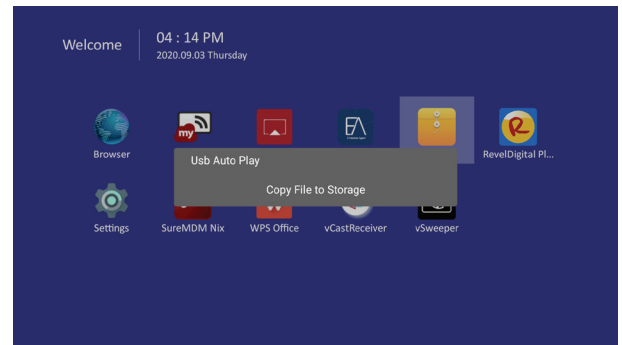 Welcome
04 : 14 PM
2020.09.03 Thursday
my
Browser
RevelDigital Pl...
Usb Auto Play
Copy File to Storage
Settings
SureMDM Nix
WPS Office
vCastReceiver
vSweeper